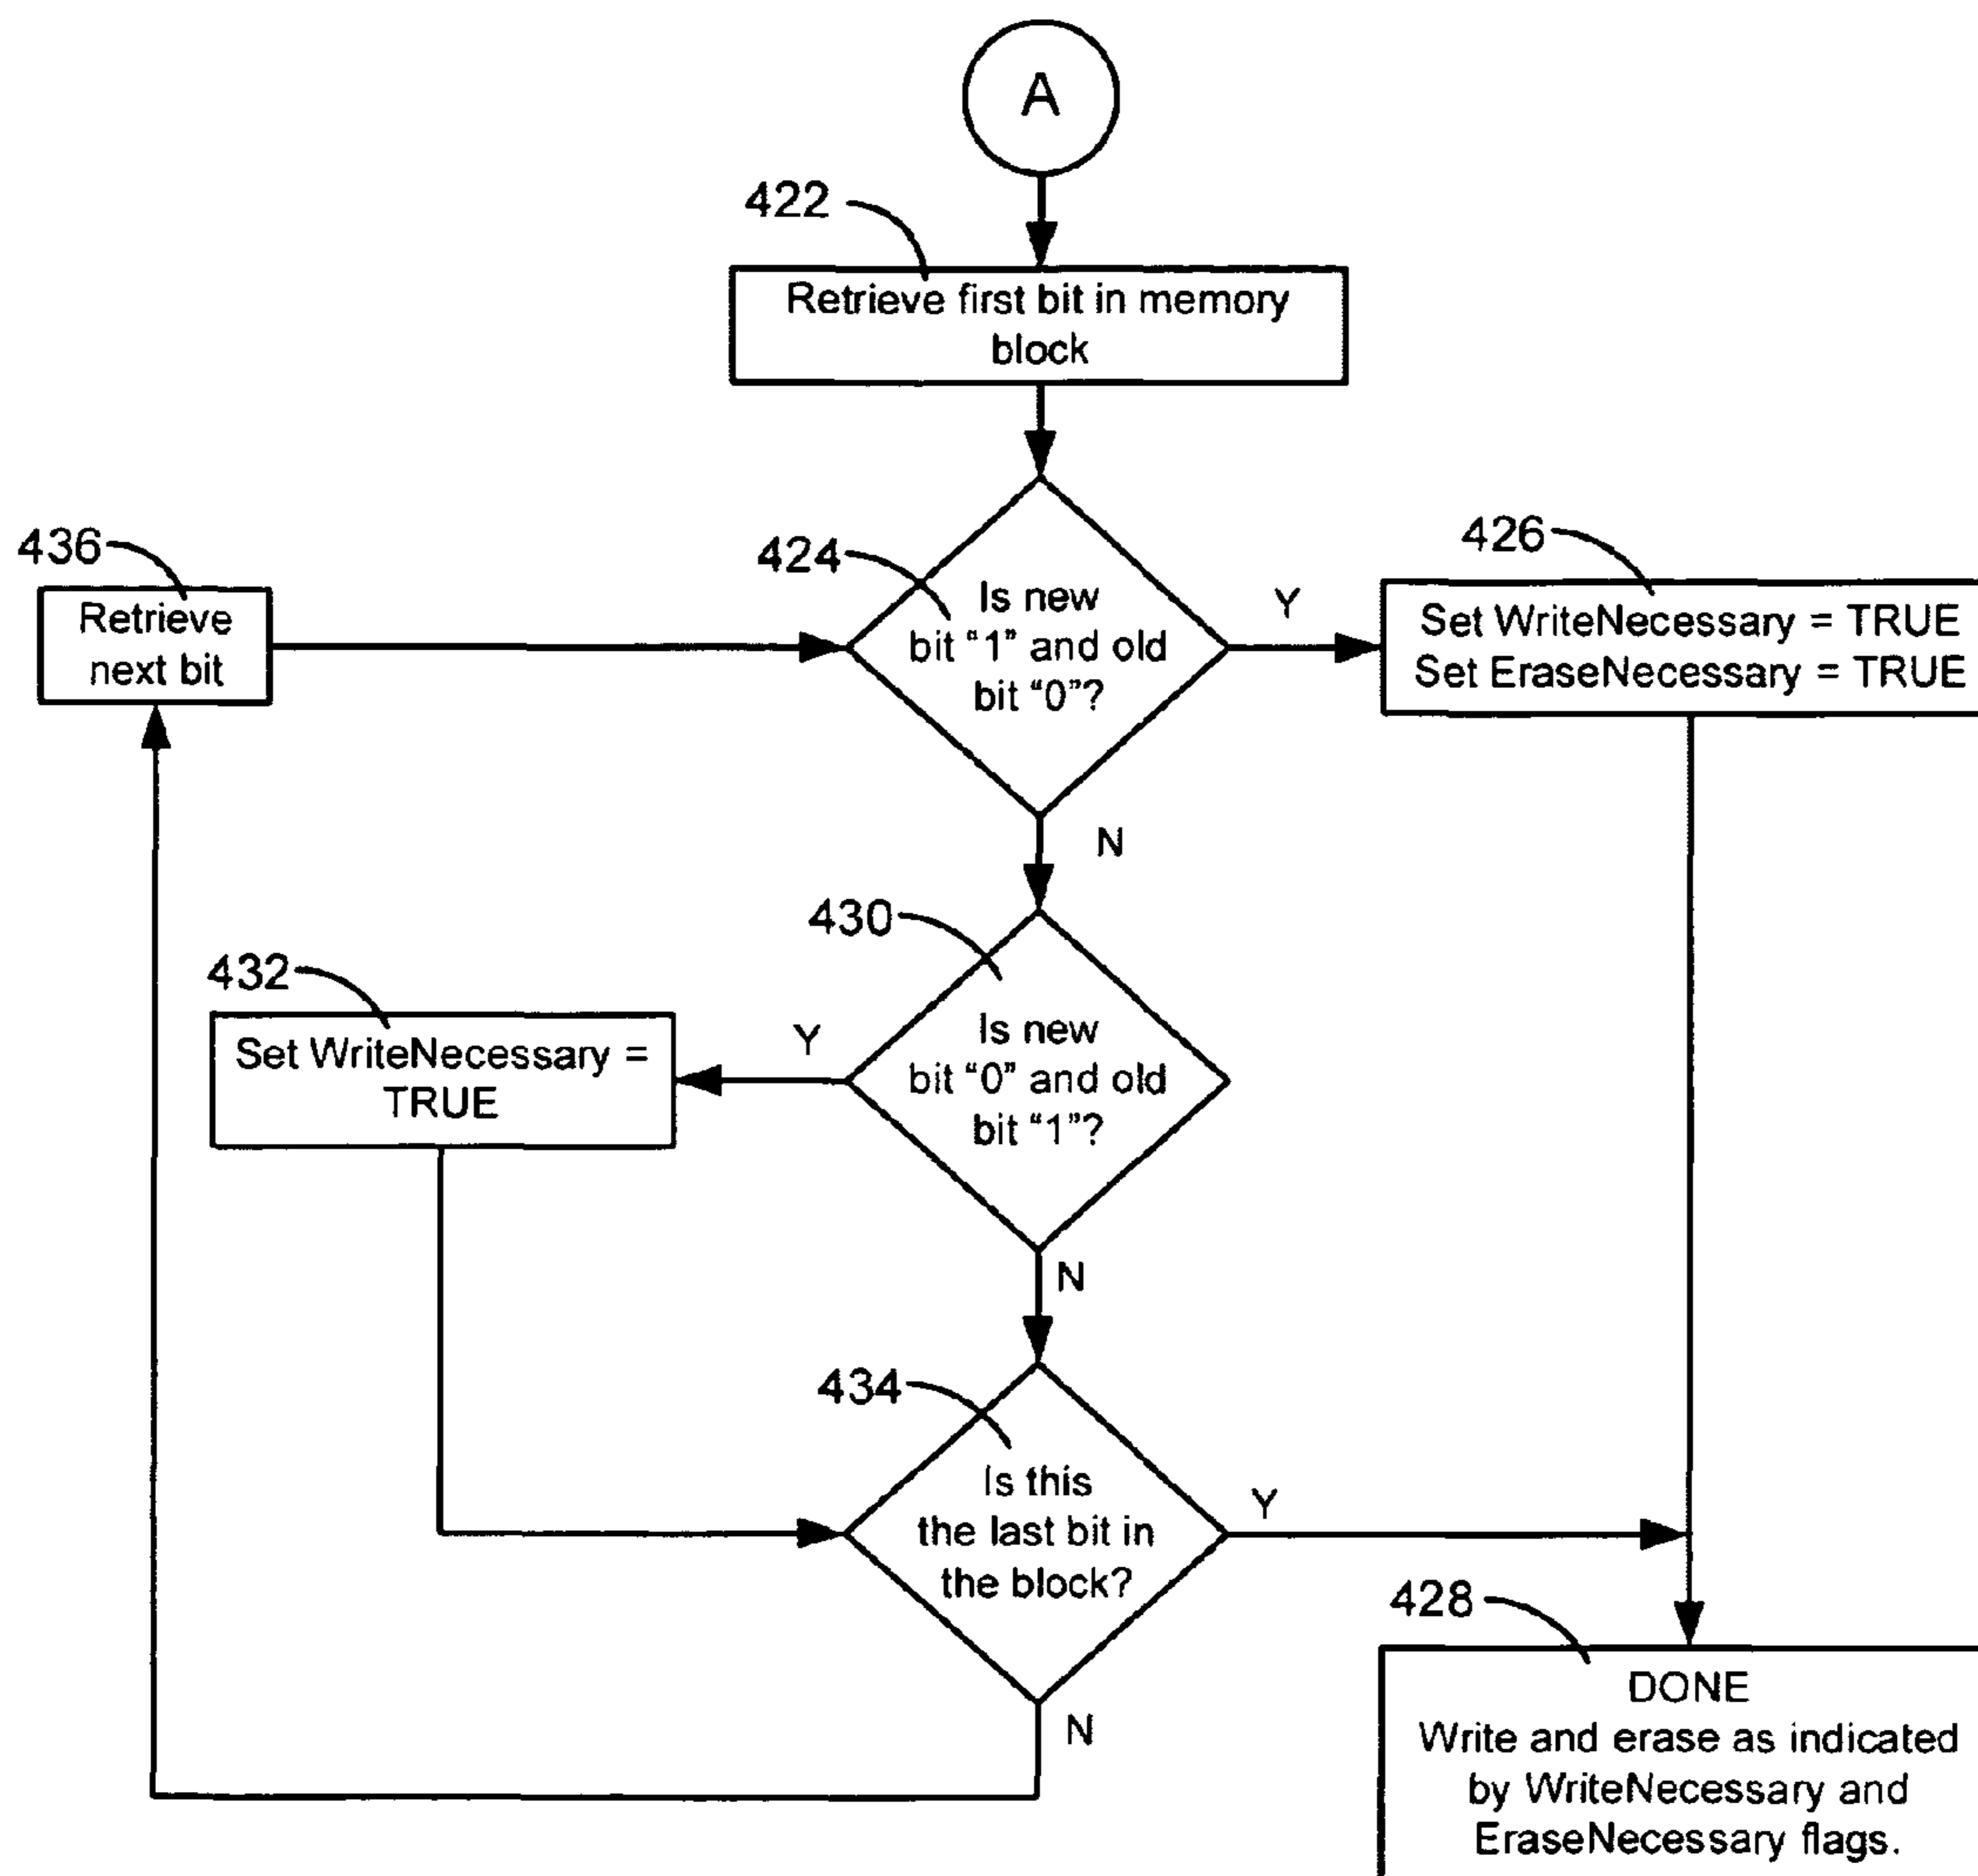 A
422
Retrieve first bit in memory
block
436
Retrieve
next bit
424
Is new
bit “1” and old
bit “0”?
Y
426
Set WriteNecessary = TRUE
Set EraseNecessary = TRUE
N
430
Is new
bit “0” and old
bit “1”?
Y
432
Set WriteNecessary =
TRUE
N
434
Is this
the last bit in
the block?
Y
N
428
DONE
Write and erase as indicated
by WriteNecessary and
EraseNecessary flags.